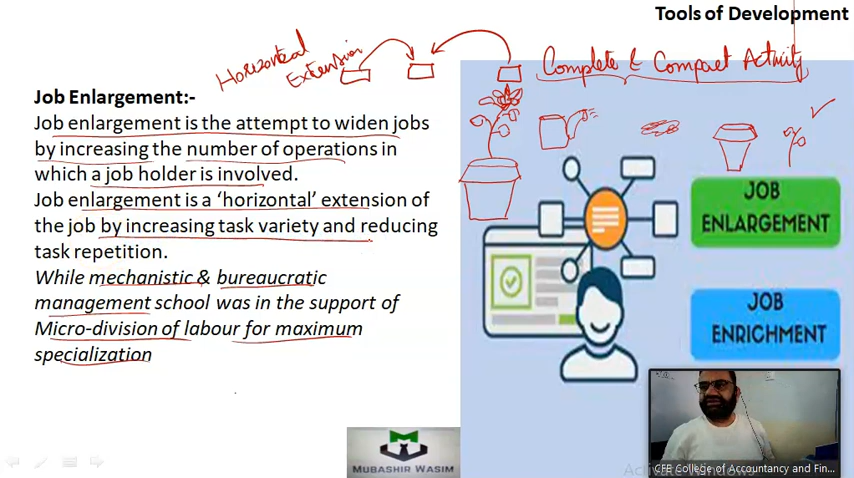 Tools of Development
Horizontal
Extension
Complete & Compact Activity
Job Enlargement:-
Job enlargement is the attempt to widen jobs
by increasing the number of operations in
which a job holder is involved.
Job enlargement is a ‘horizontal’ extension of
the job by increasing task variety and reducing
task repetition.
While mechanistic & bureaucratic
management school was in the support of
Micro-division of labour for maximum
specialization
JOB
ENLARGEMENT
JOB
ENRICHMENT
MUBASHIR WASIM
CFE College of Accountancy and Fin...
Activate Windows